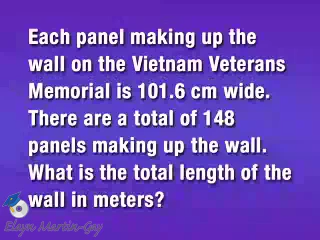 Each panel making up the
wall on the Vietnam Veterans
Memorial is 101.6 cm wide.
There are a total of 148
panels making up the wall.
What is the total length of the
wall in meters?
Elayn Martin-Gay